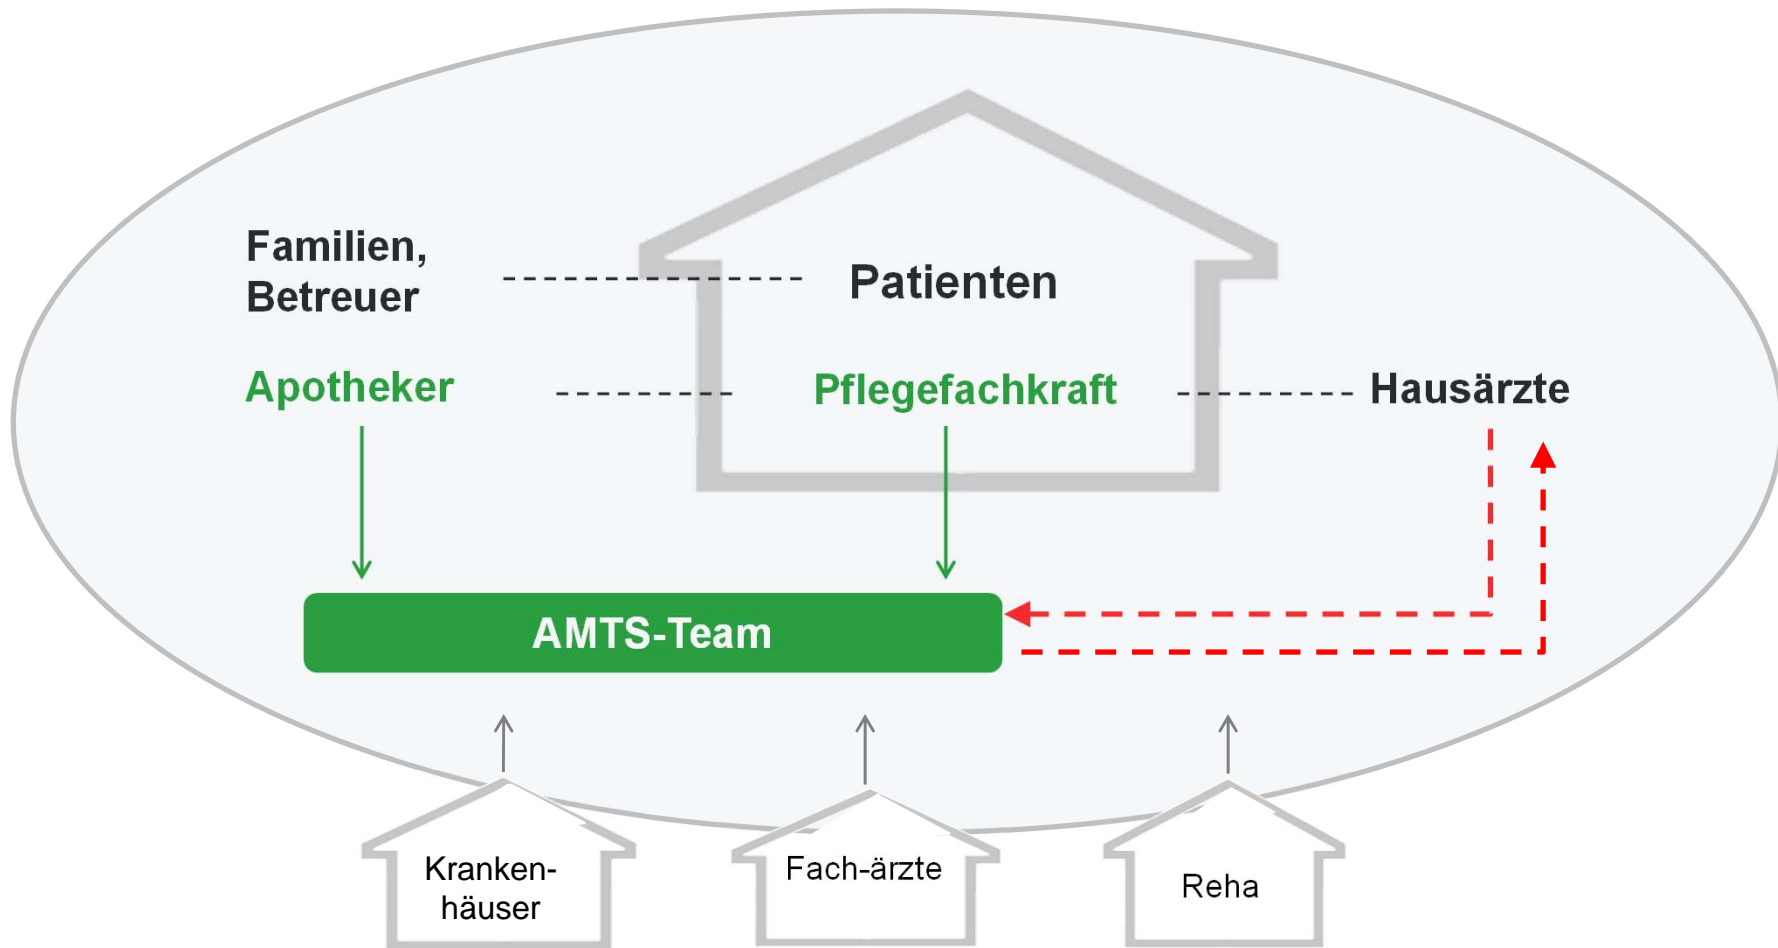 Familien,
Betreuer
Patienten
Apotheker
Pflegefachkraft
Hausärzte
AMTS-Team
Kranken-
häuser
Fach-ärzte
Reha